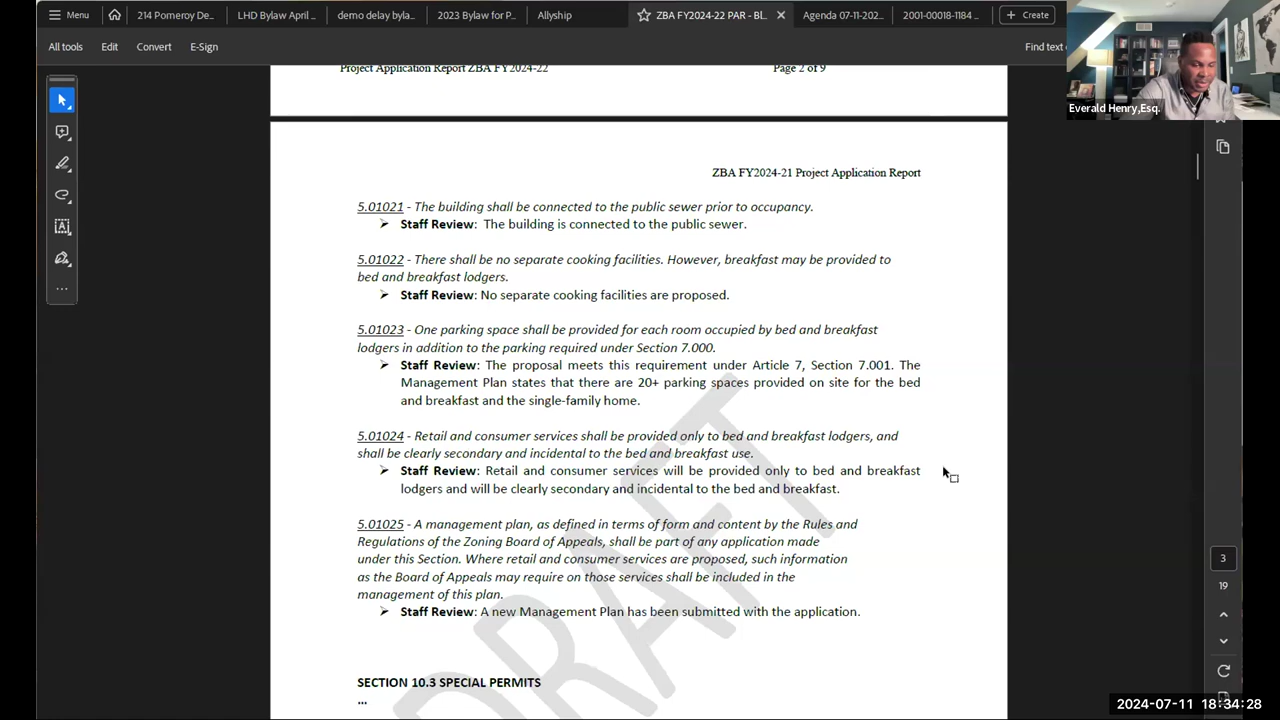 Menu
214 Pomeroy De...
LHD Bylaw April ...
demo delay byla...
2023 Bylaw for P...
Allyship
ZBA FY2024-22 PAR - Bl...
Agenda 07-11-202...
2001-00018-1184 ...
+ Create
All tools
Edit
Convert
E-Sign
Find text o
Everald Henry,Esq.
Project Application Report ZBA FY2024-22
Page 2 of 9
ZBA FY2024-21 Project Application Report
5.01021 - The building shall be connected to the public sewer prior to occupancy.
➢ Staff Review: The building is connected to the public sewer.
5.01022 - There shall be no separate cooking facilities. However, breakfast may be provided to
bed and breakfast lodgers.
➢ Staff Review: No separate cooking facilities are proposed.
5.01023 - One parking space shall be provided for each room occupied by bed and breakfast
lodgers in addition to the parking required under Section 7.000.
➢ Staff Review: The proposal meets this requirement under Article 7, Section 7.001. The
Management Plan states that there are 20+ parking spaces provided on site for the bed
and breakfast and the single-family home.
5.01024 - Retail and consumer services shall be provided only to bed and breakfast lodgers, and
shall be clearly secondary and incidental to the bed and breakfast use.
➢ Staff Review: Retail and consumer services will be provided only to bed and breakfast
lodgers and will be clearly secondary and incidental to the bed and breakfast.
5.01025 - A management plan, as defined in terms of form and content by the Rules and
Regulations of the Zoning Board of Appeals, shall be part of any application made
under this Section. Where retail and consumer services are proposed, such information
as the Board of Appeals may require on those services shall be included in the
management of this plan.
➢ Staff Review: A new Management Plan has been submitted with the application.
SECTION 10.3 SPECIAL PERMITS
...
DRAFT
3
19
2024-07-11 18:34:28